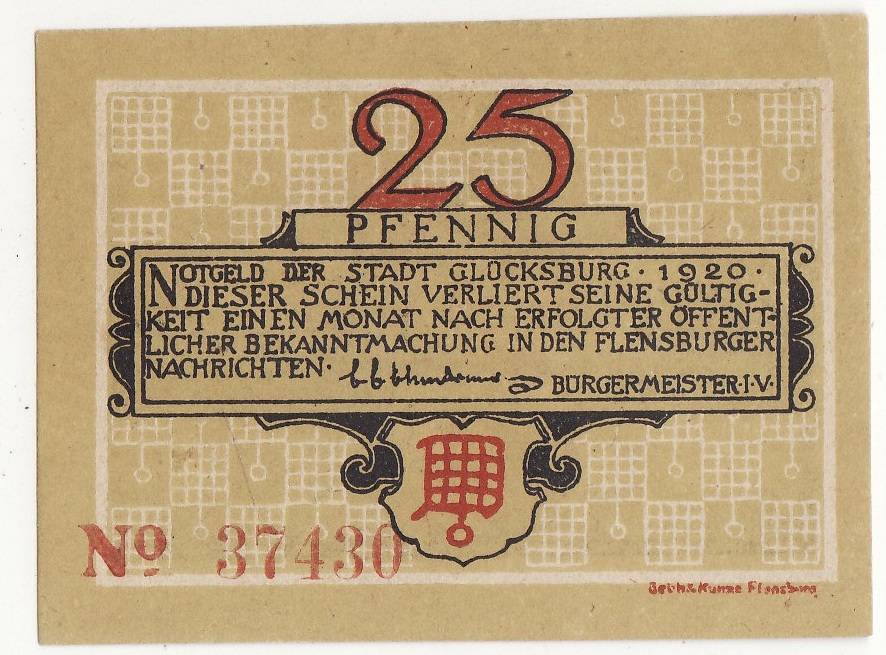 25
PFENNIG
NOTGELD DER STADT GLÜCKSBURG · 1920 ·
DIESER SCHEIN VERLIERT SEINE GÜLTIG-
KEIT EINEN MONAT NACH ERFOLGTER ÖFFENT-
LICHER BEKANNTMACHUNG IN DEN FLENSBURGER
NACHRICHTEN · BÜRGERMEISTER · I · V ·
No 37430
& Kunze Flensburg